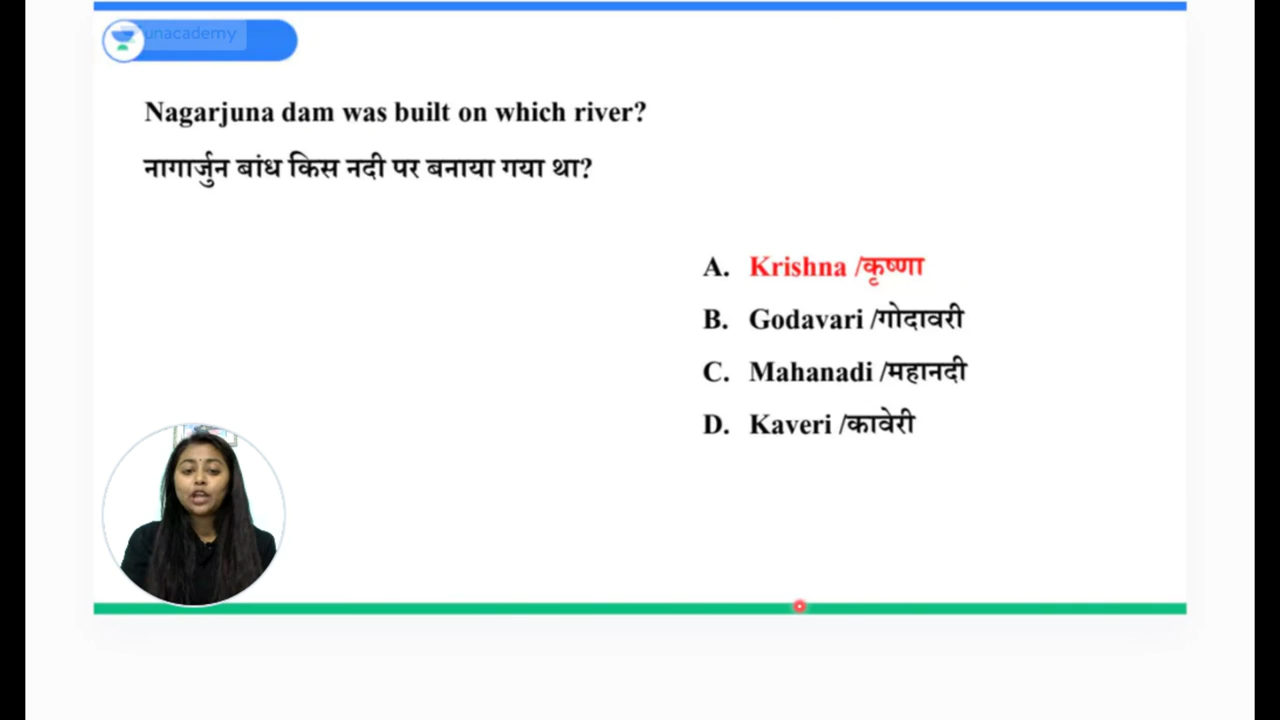 unacademy
Nagarjuna dam was built on which river?
नागार्जुन बांध किस नदी पर बनाया गया था?
A. Krishna /कृष्णा
B. Godavari /गोदावरी
C. Mahanadi /महानदी
D. Kaveri /कावेरी